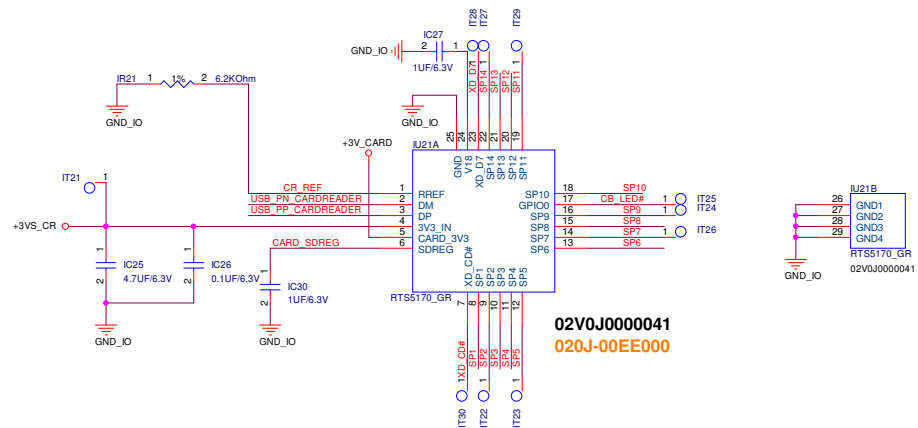 IT28
IT27
IT29
IC27
GND_IO
2
1
1UF/6.3V
XD_D7
1
SP14
1
SP13
SP12
SP11
1
IR21
1
1%
2
6.2KOhm
GND_IO
GND_IO
25
24
23
22
21
20
19
+3V_CARD
IU21A
GND
V18
XD_D7
SP14
SP13
SP12
SP11
IT21
1
CR_REF
1
RREF
USB_PN_CARDREADER
2
DM
USB_PP_CARDREADER
3
DP
+3VS_CR
4
3V3_IN
5
CARD_3V3
CARD_SDREG
6
SDREG
SP10
18
SP10
GPIO0
17
CB_LED#
1
IT25
SP9
16
SP9
1
IT24
SP8
15
SP8
SP7
14
SP7
1
IT26
SP6
13
SP6
IU21B
26
GND1
27
GND2
28
GND3
29
GND4
RTS5170_GR
02V0J0000041
GND_IO
1
IC25
4.7UF/6.3V
2
1
IC26
0.1UF/6.3V
2
GND_IO
1
IC30
1UF/6.3V
2
GND_IO
XD_CD#
SP1
SP2
SP3
SP4
SP5
RTS5170_GR
7
8
9
10
11
12
02V0J0000041
020J-00EE000
XD_CD#
SP1
SP2
SP3
SP4
SP5
1
1
1
IT30
IT22
IT23